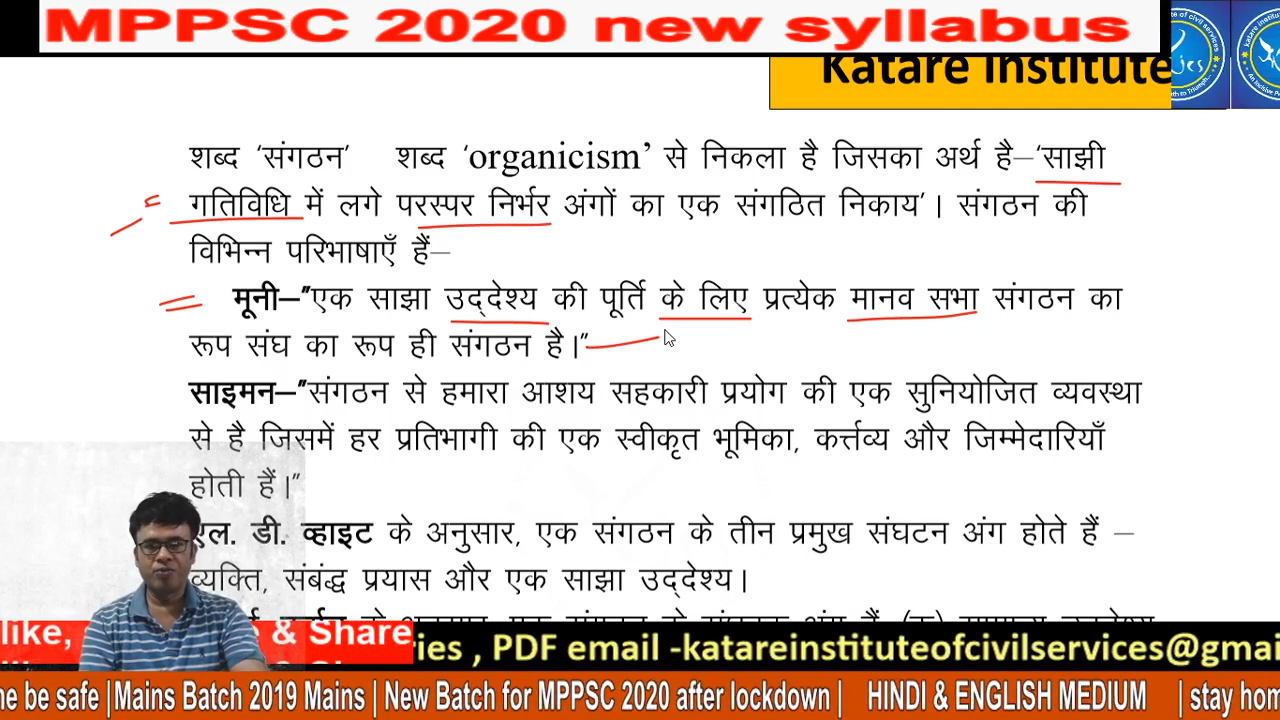 MPPSC 2020 new syllabus
Katare Institute
शब्द 'संगठन' शब्द 'organicism' से निकला है जिसका अर्थ है–'साझी
गतिविधि में लगे परस्पर निर्भर अंगों का एक संगठित निकाय'। संगठन की
विभिन्न परिभाषाएँ हैं–
मूनी–"एक साझा उद्देश्य की पूर्ति के लिए प्रत्येक मानव सभा संगठन का
रूप संघ का रूप ही संगठन है।"
साइमन–"संगठन से हमारा आशय सहकारी प्रयोग की एक सुनियोजित व्यवस्था
से है जिसमें हर प्रतिभागी की एक स्वीकृत भूमिका, कर्त्तव्य और जिम्मेदारियाँ
होती हैं।"
एल. डी. व्हाइट के अनुसार, एक संगठन के तीन प्रमुख संघटन अंग होते हैं –
व्यक्ति, संबंद्ध प्रयास और एक साझा उद्देश्य।
like, & Share
ries , PDF email -katareinstituteofcivilservices@gmai
me be safe |Mains Batch 2019 Mains | New Batch for MPPSC 2020 after lockdown | HINDI & ENGLISH MEDIUM | stay hom